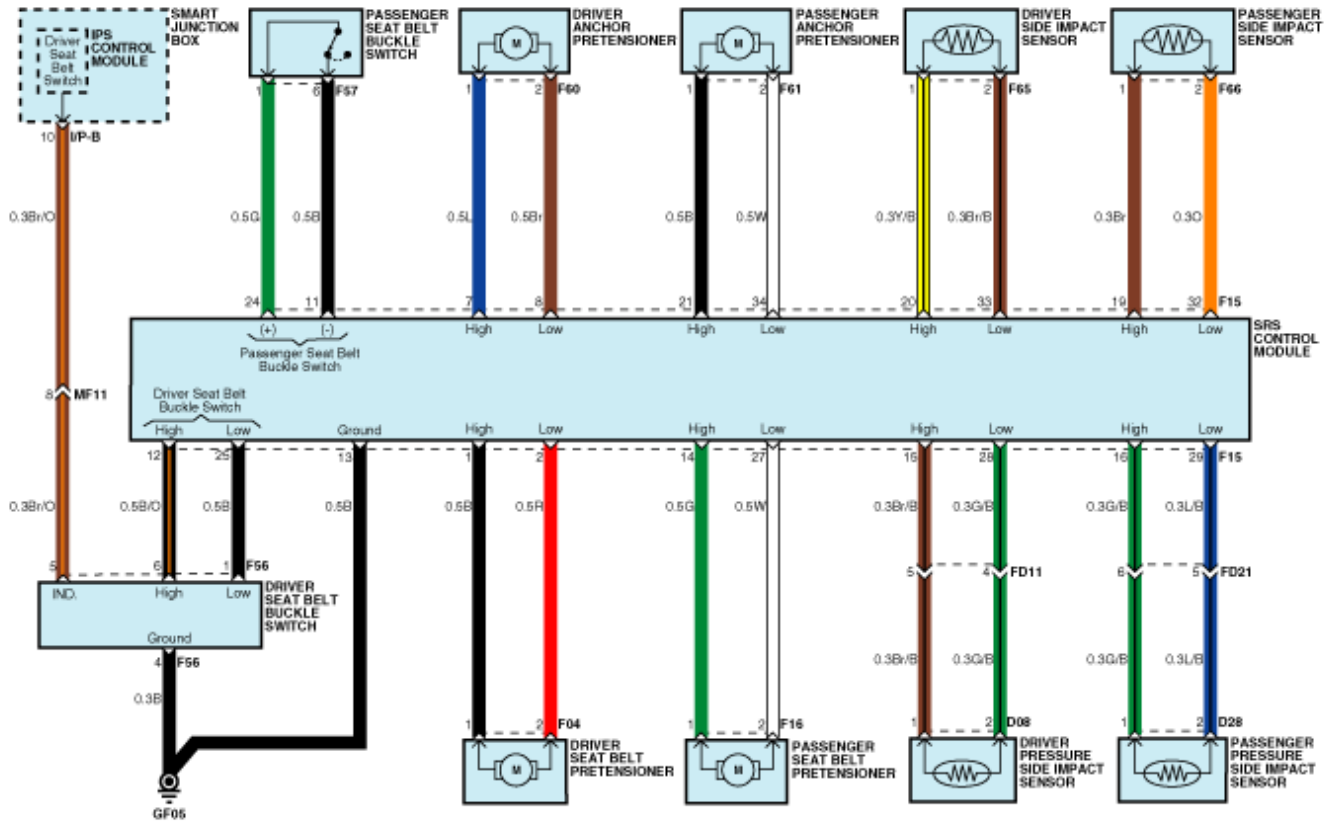 SMART
JUNCTION
BOX
IPS
CONTROL
MODULE
Driver
Seat
Belt
Switch
PASSENGER
SEAT BELT
BUCKLE
SWITCH
DRIVER
ANCHOR
PRETENSIONER
PASSENGER
ANCHOR
PRETENSIONER
DRIVER
SIDE IMPACT
SENSOR
PASSENGER
SIDE IMPACT
SENSOR
M
M
10 I/P-B
1 6 F57
1 2 F60
1 2 F61
1 2 F65
1 2 F66
0.3Br/O
0.5G
0.5B
0.5L
0.5Br
0.5B
0.5W
0.3Y/B
0.3Br/B
0.3Br
0.3O
24 11 7 8 21 34 20 33 19 32 F15
(+) (-)
Passenger Seat Belt
Buckle Switch
High Low
High Low
High Low
High Low
SRS
CONTROL
MODULE
8 MF11
Driver Seat Belt
Buckle Switch
High Low
Ground
High Low
High Low
High Low
High Low
12 25 13 1 2 14 27 15 28 16 29 F15
0.3Br/O
0.5B/O
0.5B
0.5B
0.5B
0.5R
0.5G
0.5W
0.3Br/B
0.3G/B
0.3G/B
0.3L/B
5 6 1 F56
5 4 FD11
6 5 FD21
IND. High Low
Ground
DRIVER
SEAT BELT
BUCKLE
SWITCH
4 F56
0.3B
0.3Br/B
0.3G/B
0.3G/B
0.3L/B
1 2 F04
1 2 F16
1 2 D08
1 2 D28
M
DRIVER
SEAT BELT
PRETENSIONER
M
PASSENGER
SEAT BELT
PRETENSIONER
DRIVER
PRESSURE
SIDE IMPACT
SENSOR
PASSENGER
PRESSURE
SIDE IMPACT
SENSOR
GF05